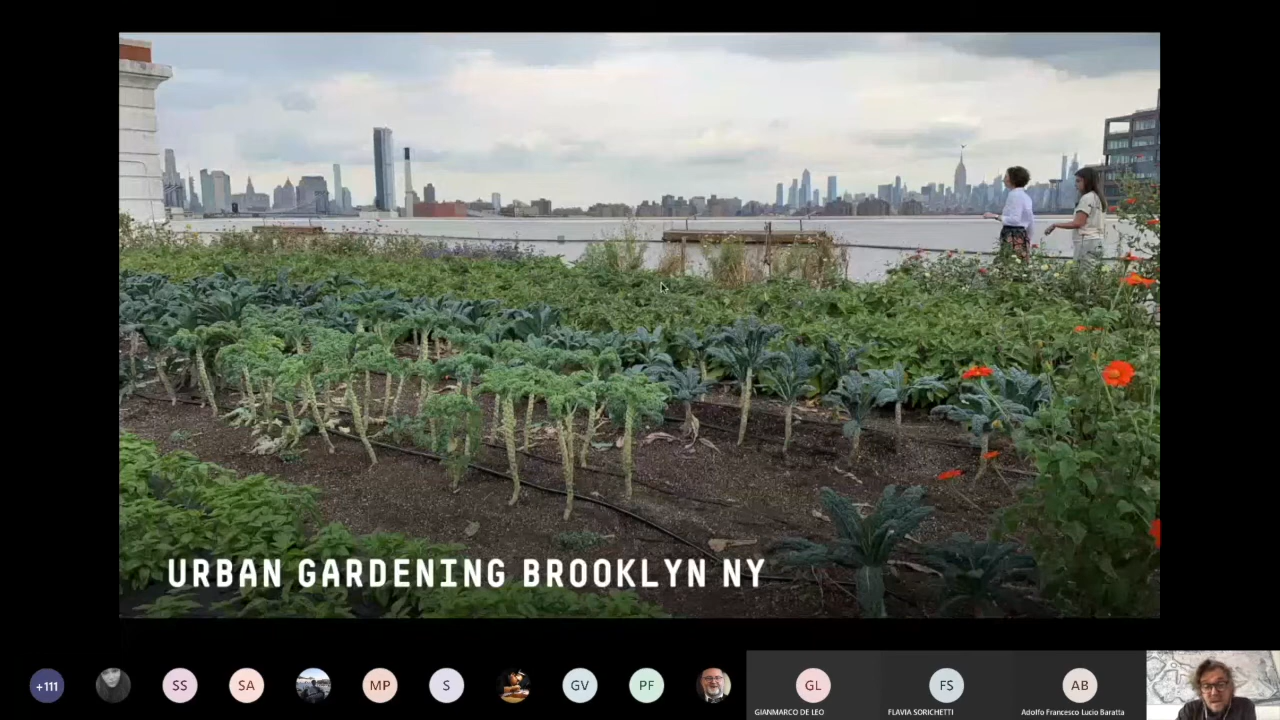 URBAN GARDENING BROOKLYN NY
+111
SS
SA
MP
S
GV
PF
GL
FS
AB
GIANMARCO DE LEO
FLAVIA SORICHETTI
Adolfo Francesco Lucio Baratta